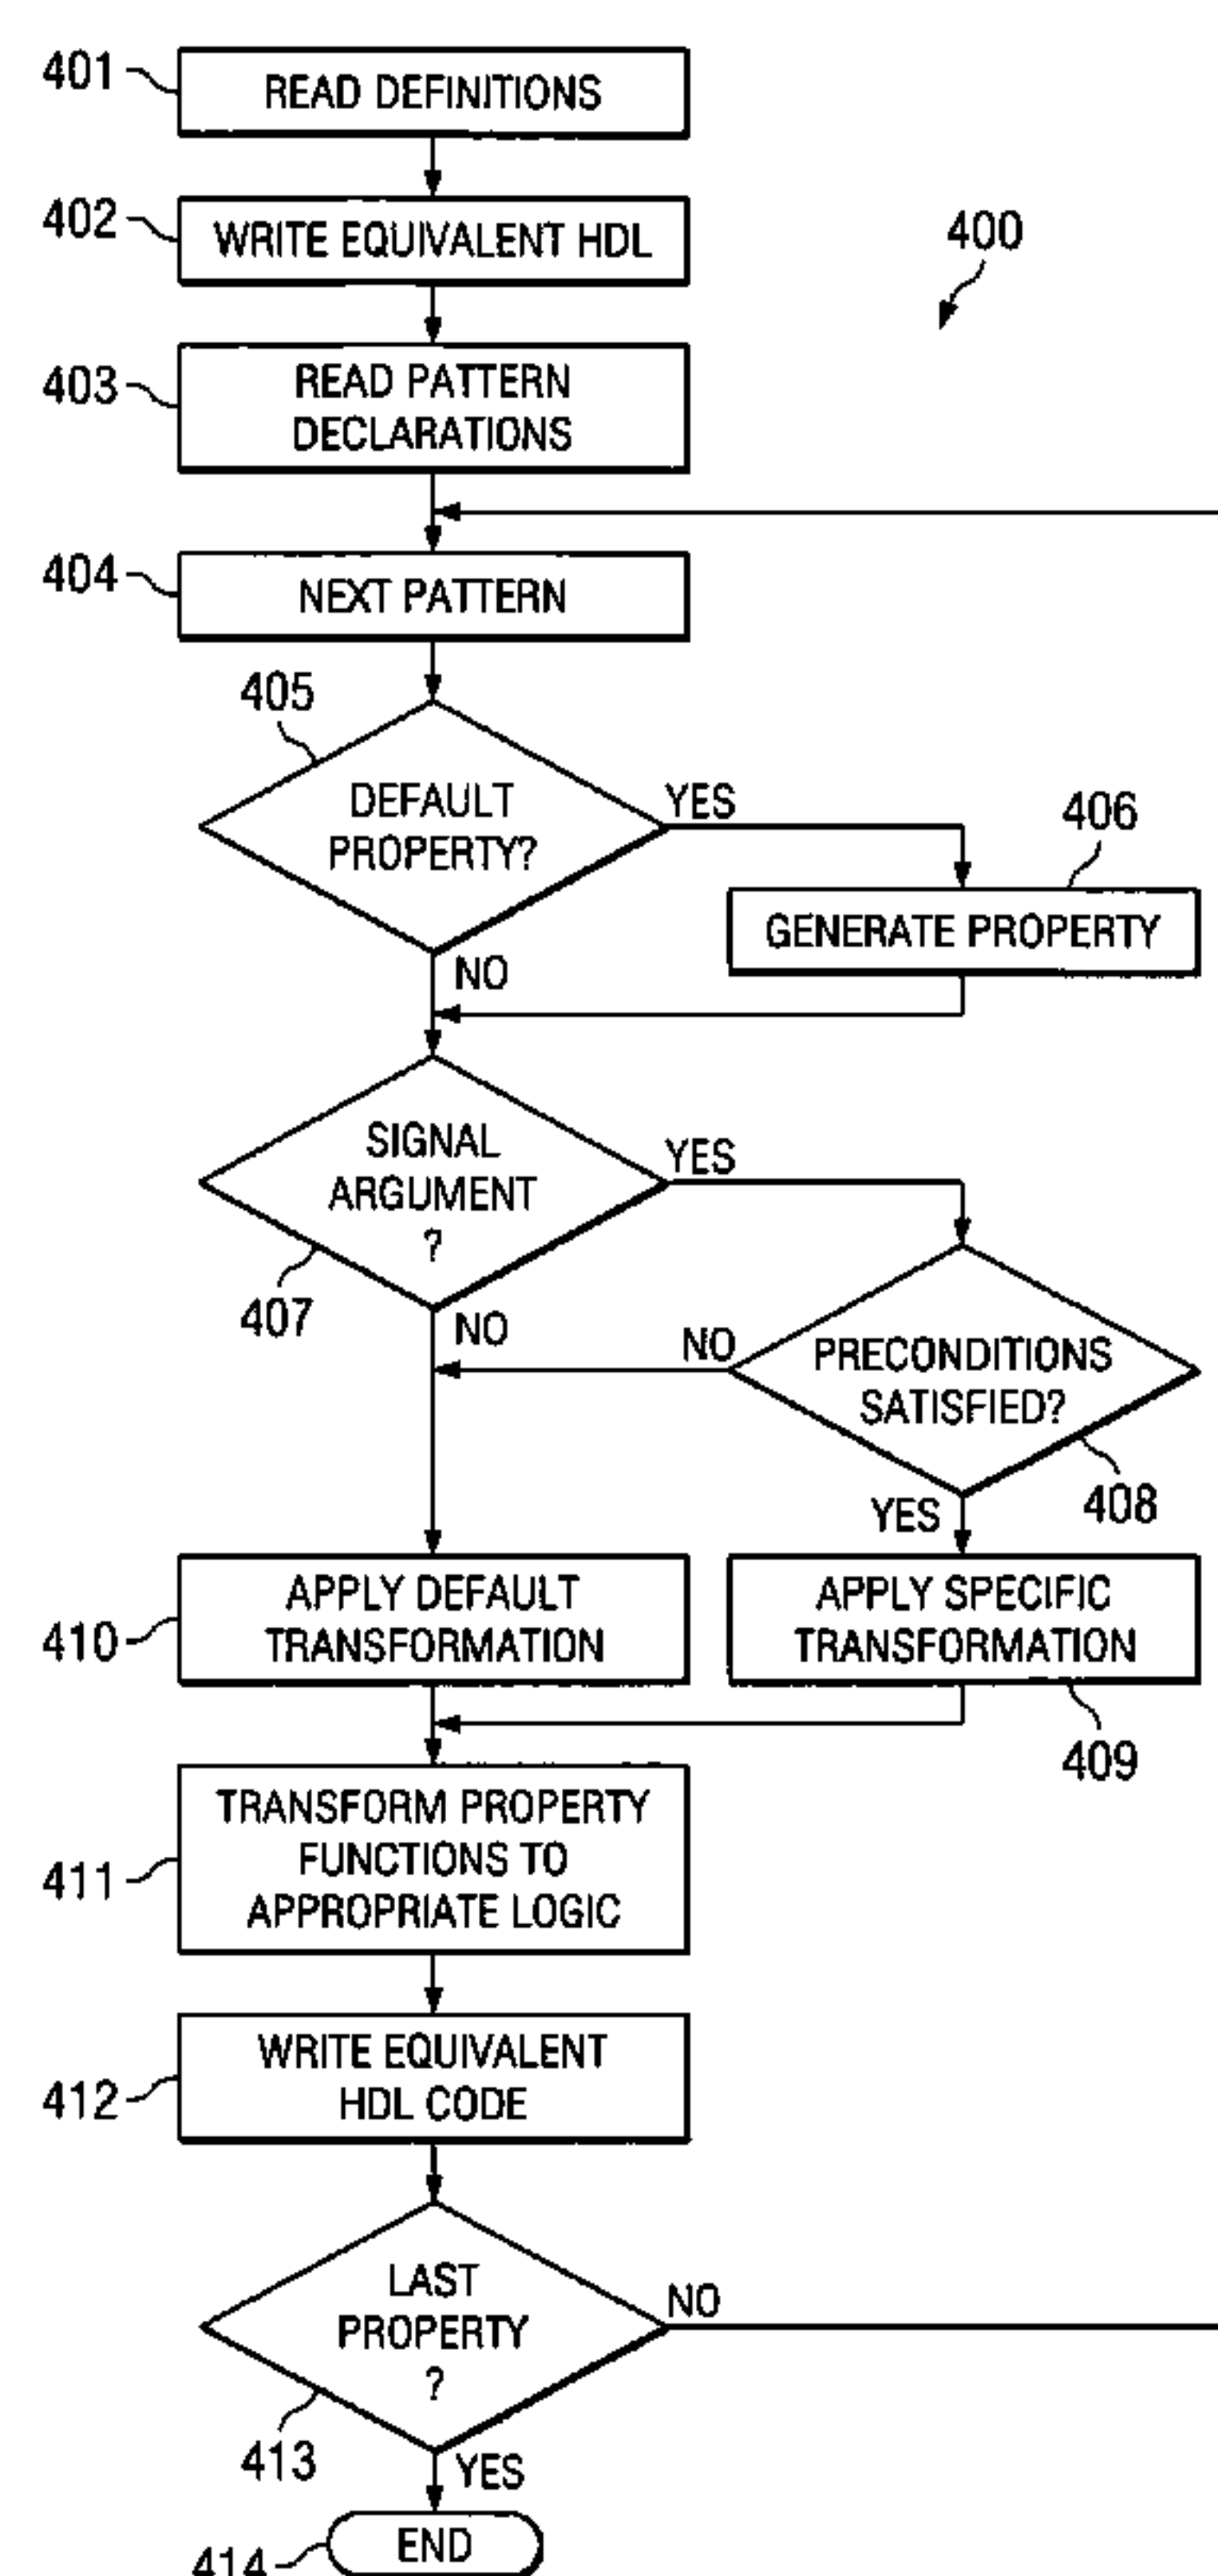 401
READ DEFINITIONS
402
WRITE EQUIVALENT HDL
400
403
READ PATTERN
DECLARATIONS
404
NEXT PATTERN
405
DEFAULT
PROPERTY?
YES
406
GENERATE PROPERTY
NO
SIGNAL
ARGUMENT
?
YES
407
NO
NO
PRECONDITIONS
SATISFIED?
408
YES
410
APPLY DEFAULT
TRANSFORMATION
APPLY SPECIFIC
TRANSFORMATION
409
411
TRANSFORM PROPERTY
FUNCTIONS TO
APPROPRIATE LOGIC
412
WRITE EQUIVALENT
HDL CODE
LAST
PROPERTY
?
NO
413
YES
414
END